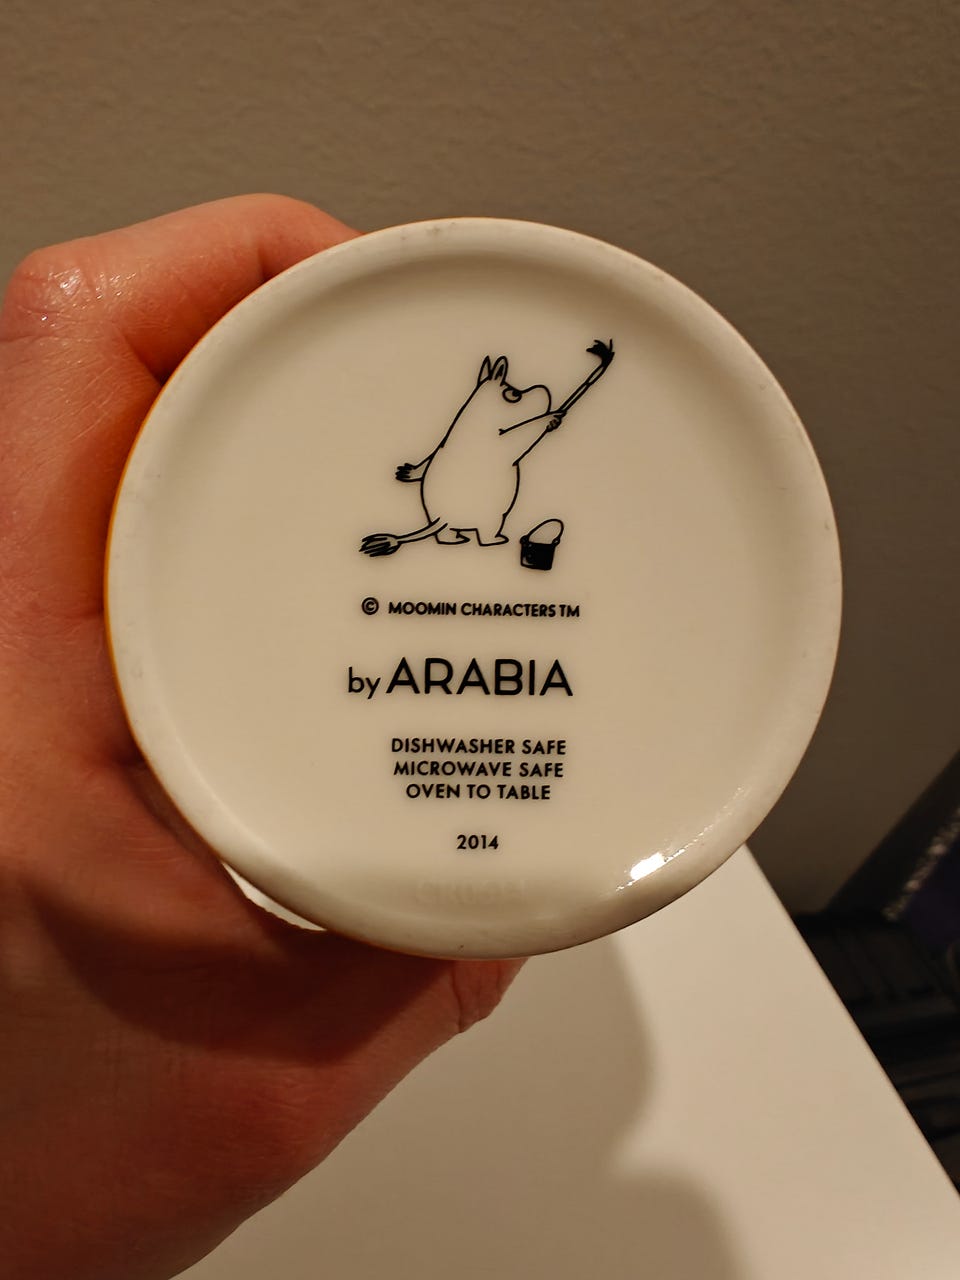 © MOOMIN CHARACTERS TM
by ARABIA
DISHWASHER SAFE
MICROWAVE SAFE
OVEN TO TABLE
2014